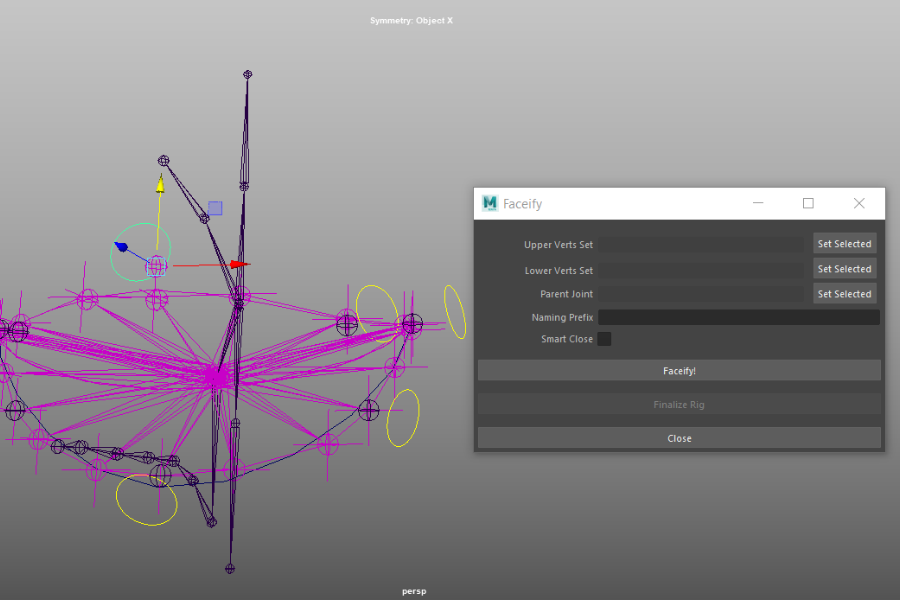 Symmetry: Object X
Faceify
Upper Verts Set
Set Selected
Lower Verts Set
Set Selected
Parent Joint
Set Selected
Naming Prefix
Smart Close
Faceify!
Finalize Rig
Close
persp